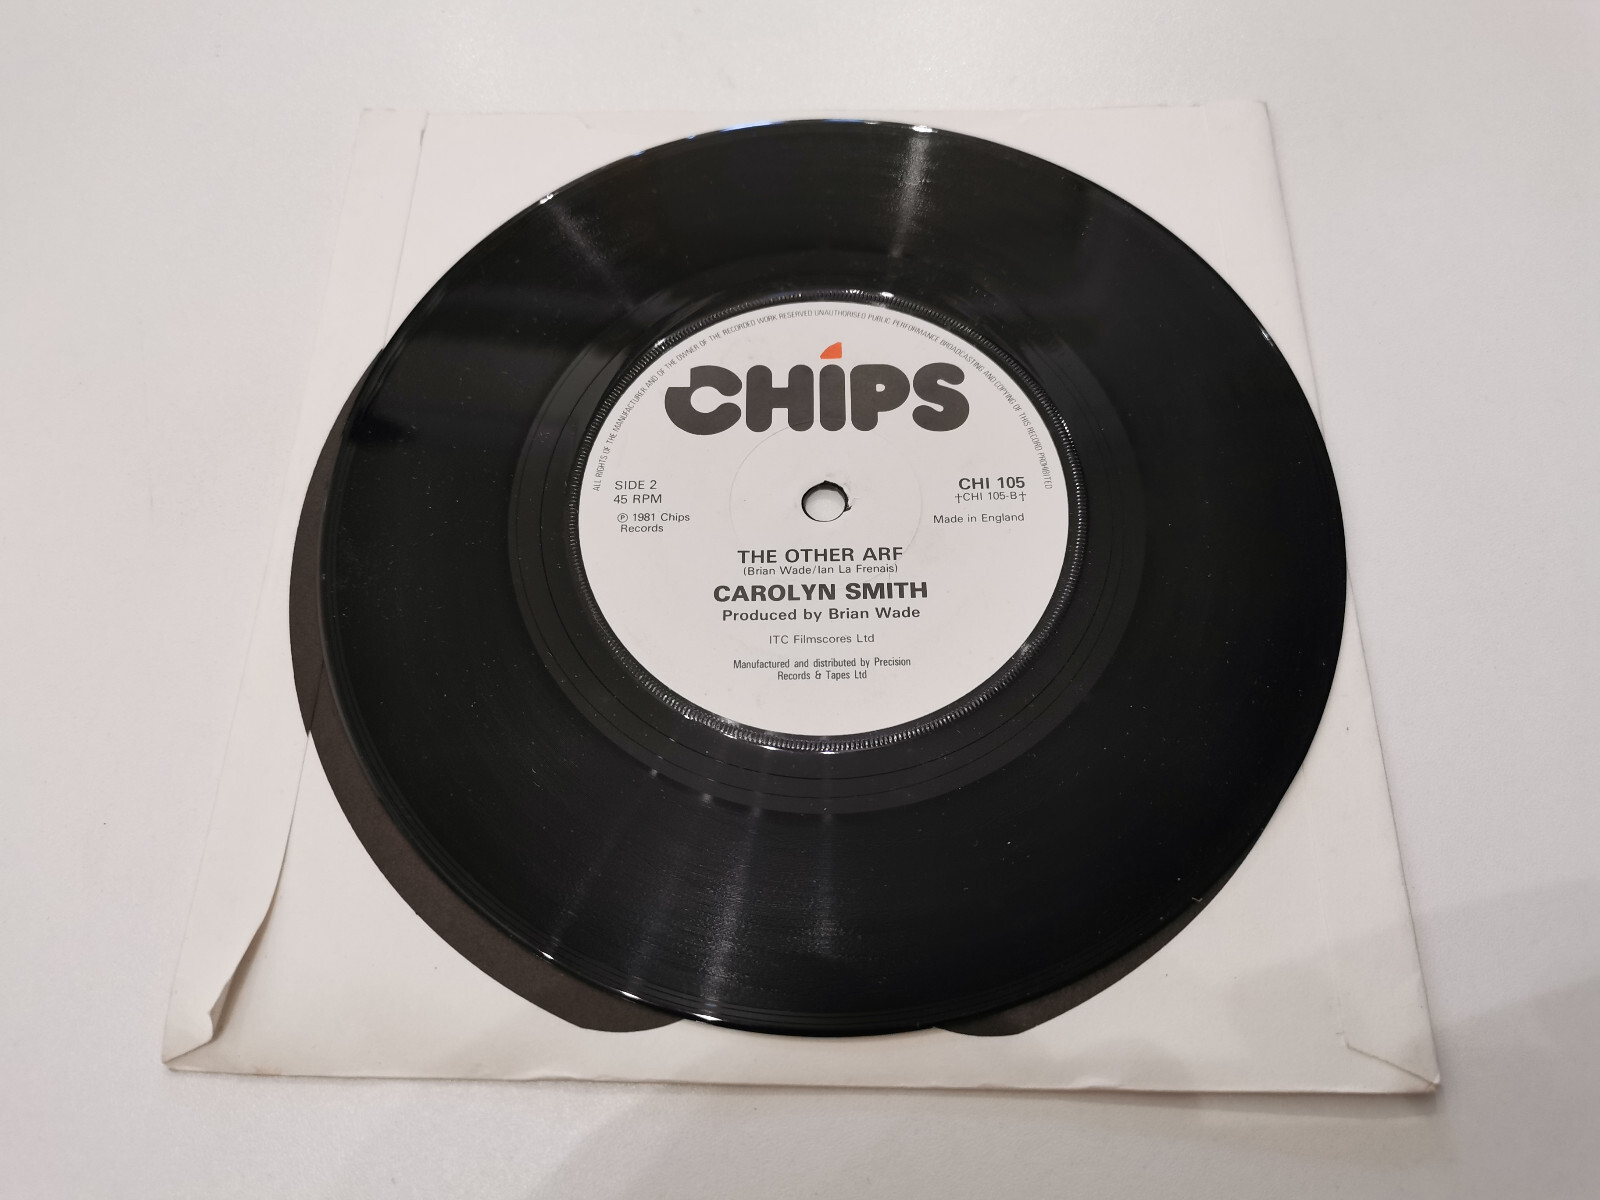 ALL RIGHTS OF THE MANUFACTURER AND OF THE OWNER OF THE RECORDED WORK RESERVED UNAUTHORISED PUBLIC PERFORMANCE BROADCASTING AND COPYING OF THIS RECORD PROHIBITED
CHIPS
SIDE 2
45 RPM
℗ 1981 Chips
Records
CHI 105
†CHI 105-B†
Made in England
THE OTHER ARF
(Brian Wade/Ian La Frenais)
CAROLYN SMITH
Produced by Brian Wade
ITC Filmscores Ltd
Manufactured and distributed by Precision
Records & Tapes Ltd